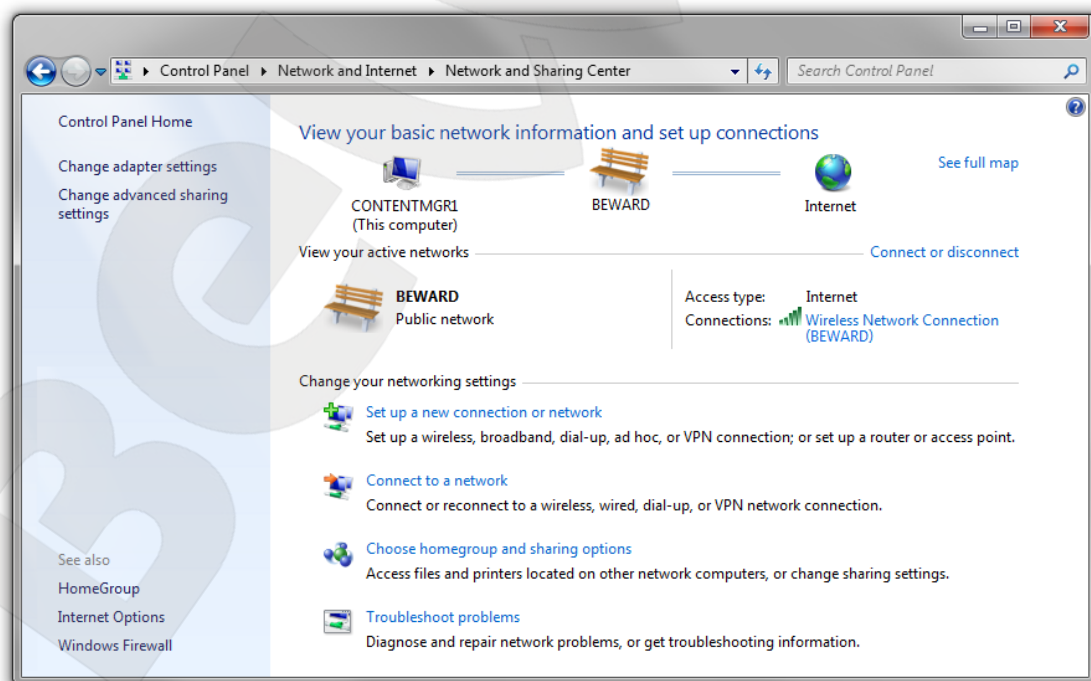 Control Panel Network and Internet Network and Sharing Center Search Control Panel
Control Panel Home
Change adapter settings
Change advanced sharing
settings
View your basic network information and set up connections
See full map
CONTENTMGR1
(This computer)
BEWARD
Internet
View your active networks
Connect or disconnect
BEWARD
Public network
Access type: Internet
Connections: Wireless Network Connection
(BEWARD)
Change your networking settings
Set up a new connection or network
Set up a wireless, broadband, dial-up, ad hoc, or VPN connection; or set up a router or access point.
Connect to a network
Connect or reconnect to a wireless, wired, dial-up, or VPN network connection.
Choose homegroup and sharing options
Access files and printers located on other network computers, or change sharing settings.
Troubleshoot problems
Diagnose and repair network problems, or get troubleshooting information.
See also
HomeGroup
Internet Options
Windows Firewall